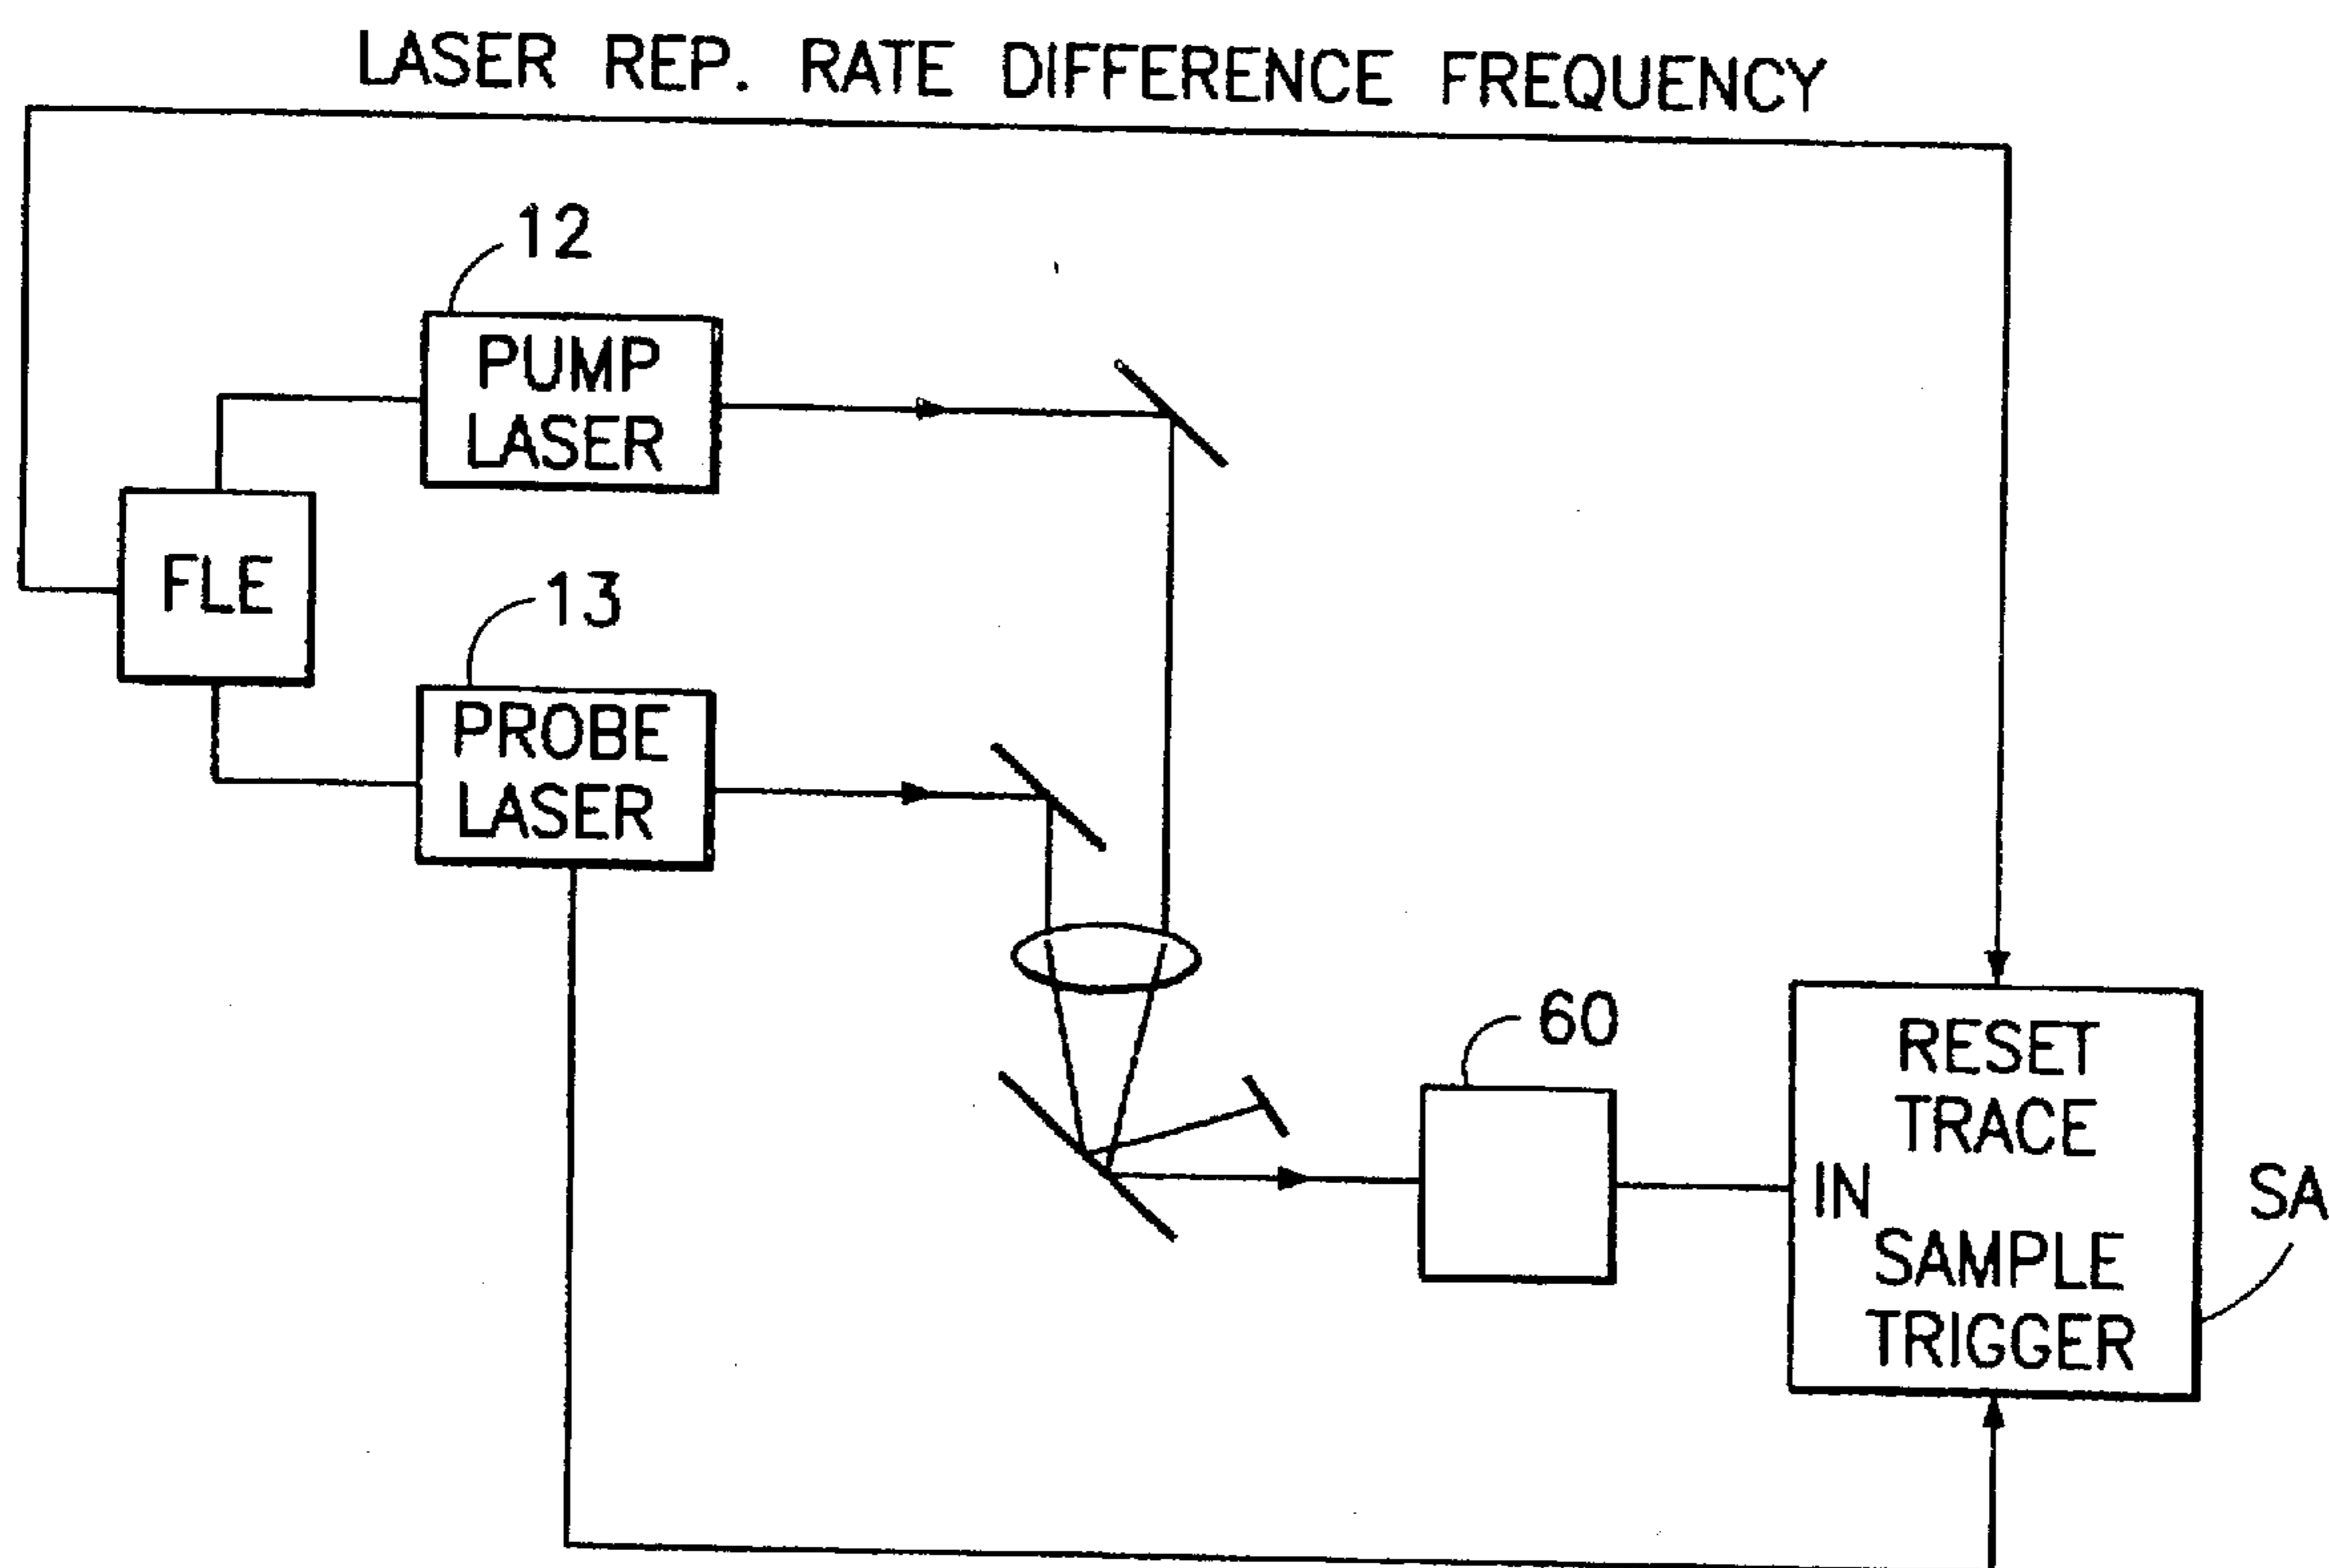 LASER REP. RATE DIFFERENCE FREQUENCY
12
PUMP
LASER
FLE
13
PROBE
LASER
60
RESET
TRACE
IN
SA
SAMPLE
TRIGGER